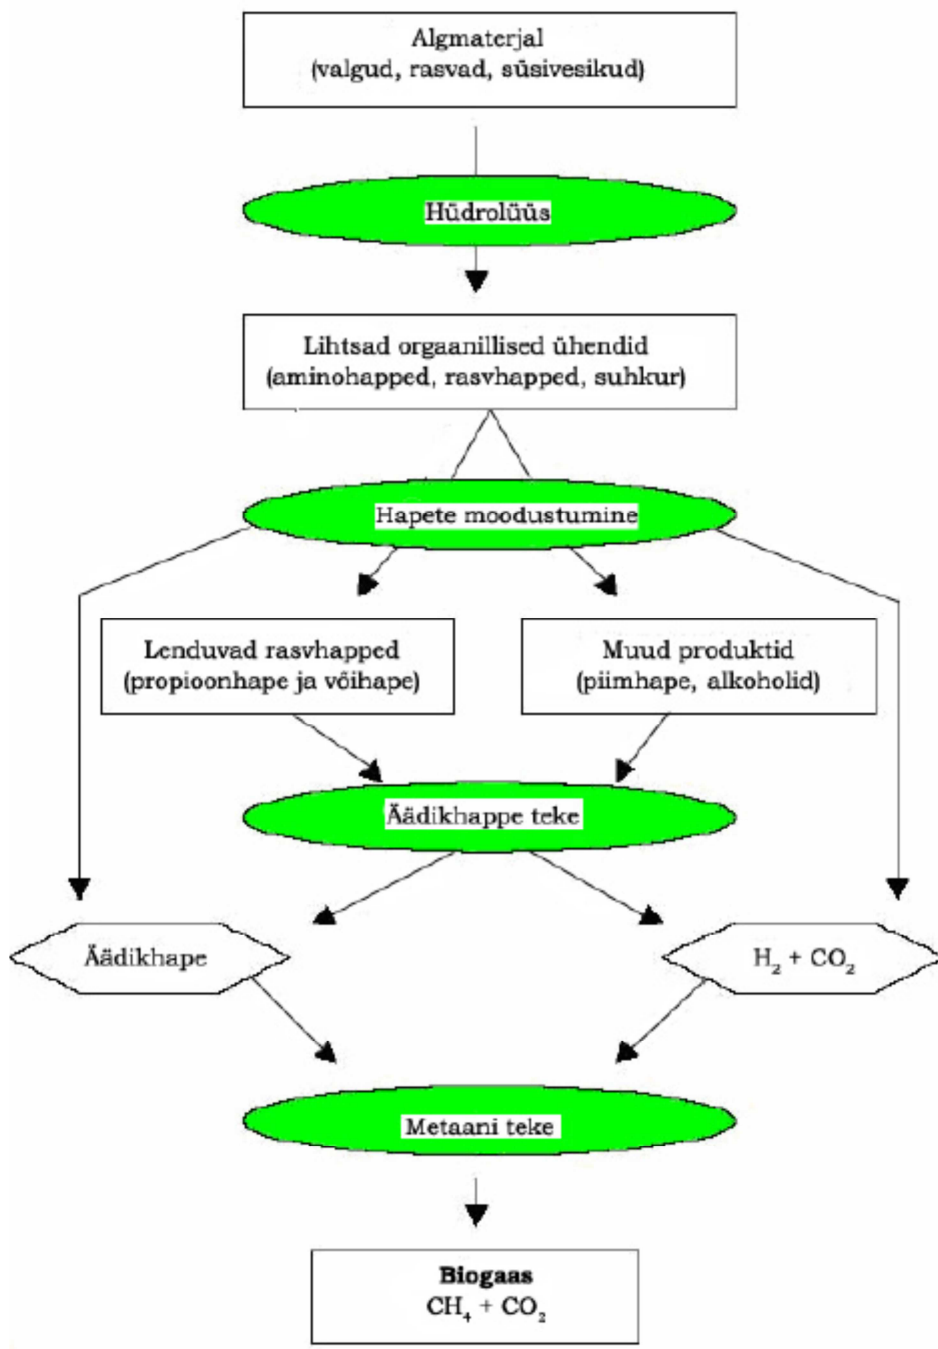 Algmaterjal
(valgud, rasvad, süsivesikud)
Hüdrolüüs
Lihtsad orgaanillised ühendid
(aminohapped, rasvhapped, suhkur)
Hapete moodustumine
Lenduvad rasvhapped
(propioonhape ja võihape)
Muud produktid
(piimhape, alkoholid)
Äädikhappe teke
Äädikhape
H₂ + CO₂
Metaani teke
Biogaas
CH₄ + CO₂